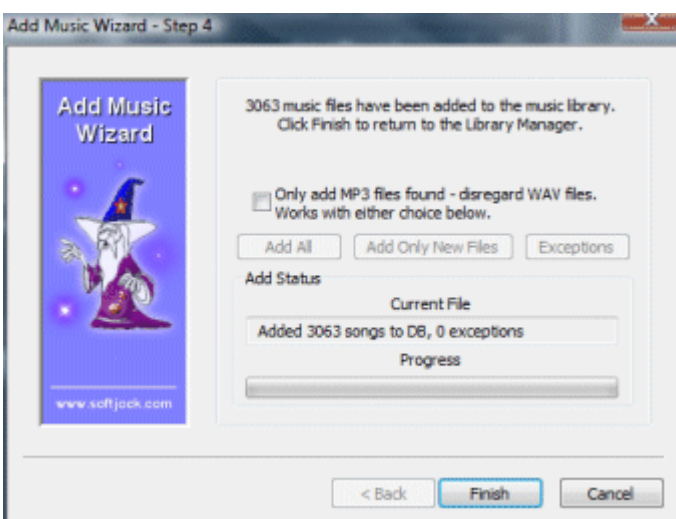 Add Music Wizard - Step 4
Add Music
Wizard
3063 music files have been added to the music library.
Click Finish to return to the Library Manager.
Only add MP3 files found - disregard WAV files.
Works with either choice below.
Add All
Add Only New Files
Exceptions
Add Status
Current File
Added 3063 songs to DB, 0 exceptions
Progress
www.softjock.com
< Back
Finish
Cancel